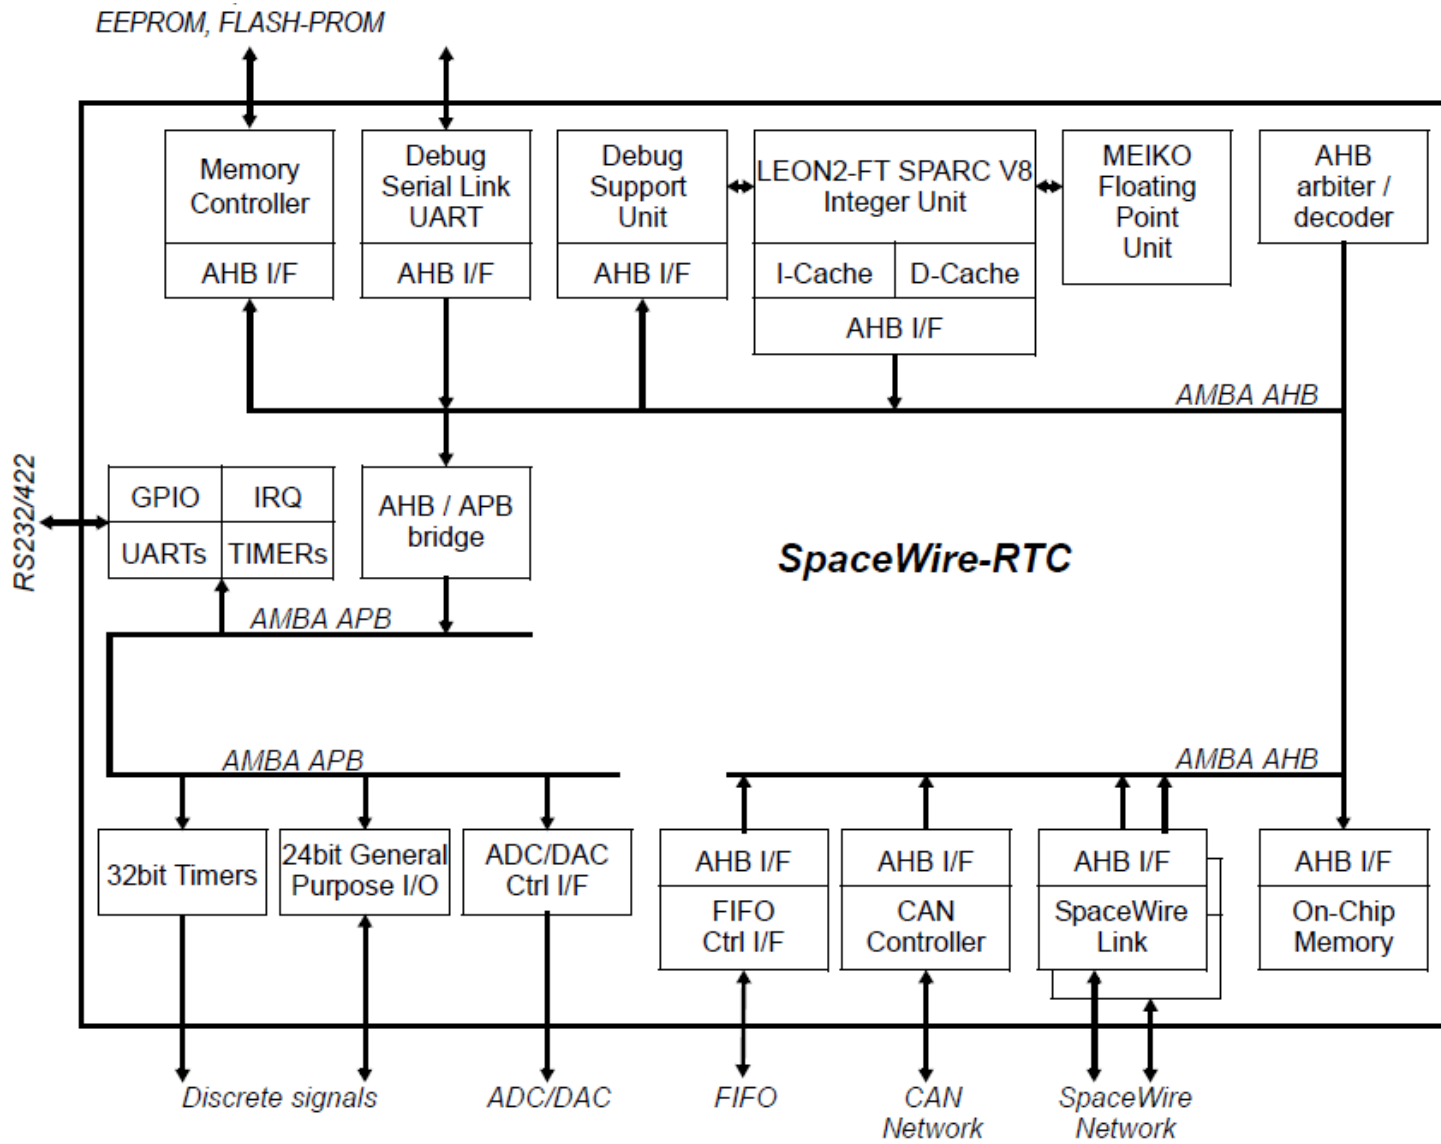 EEPROM, FLASH-PROM
Memory
Controller
AHB I/F
Debug
Serial Link
UART
AHB I/F
Debug
Support
Unit
AHB I/F
LEON2-FT SPARC V8
Integer Unit
I-Cache
D-Cache
AHB I/F
MEIKO
Floating
Point
Unit
AHB
arbiter /
decoder
AMBA AHB
RS232/422
GPIO
IRQ
UARTs
TIMERs
AHB / APB
bridge
SpaceWire-RTC
AMBA APB
AMBA APB
AMBA AHB
32bit Timers
24bit General
Purpose I/O
ADC/DAC
Ctrl I/F
AHB I/F
FIFO
Ctrl I/F
AHB I/F
CAN
Controller
AHB I/F
SpaceWire
Link
AHB I/F
On-Chip
Memory
Discrete signals
ADC/DAC
FIFO
CAN
Network
SpaceWire
Network